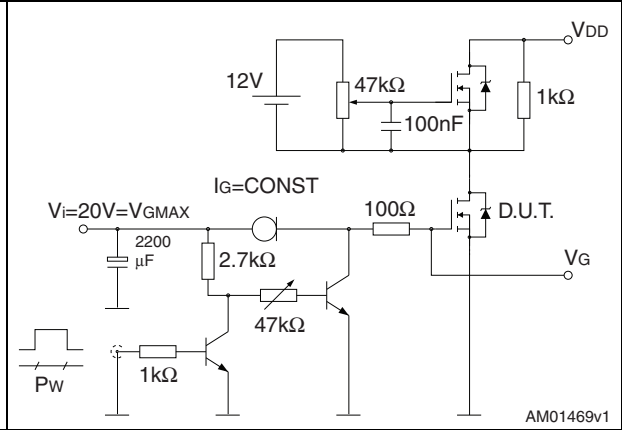 VDD
12V
47kΩ
1kΩ
100nF
IG=CONST
Vi=20V=VGMAX
100Ω
D.U.T.
2200
μF
2.7kΩ
VG
47kΩ
1kΩ
PW
AM01469v1